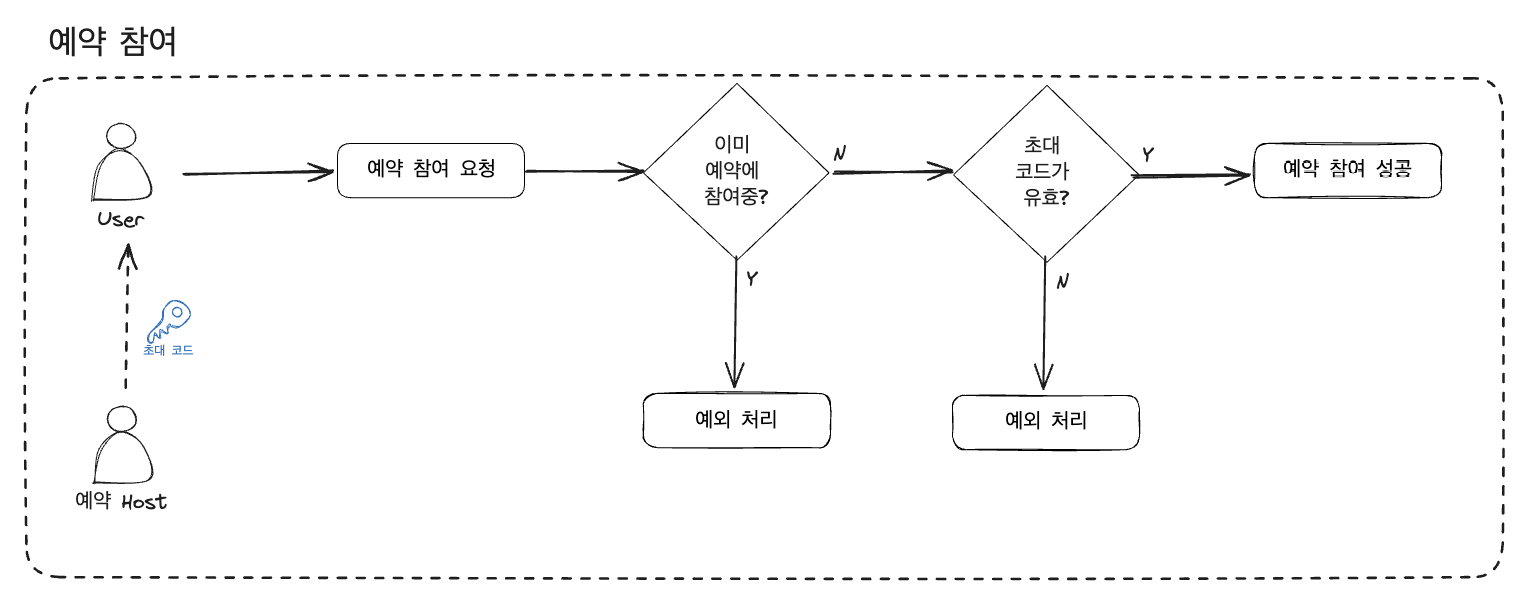 예약 참여
User
예약 참여 요청
이미
예약에
참여중?
N
초대
코드가
유효?
Y
예약 참여 성공
Y
N
초대 코드
예외 처리
예외 처리
예약 Host